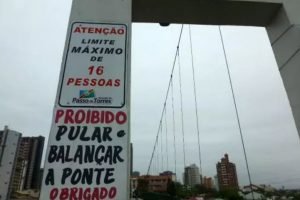 ATENÇÃO
LIMITE
MÁXIMO
DE
16
PESSOAS
Passo de Torres
PROIBIDO
PULAR e
BALANÇAR
A PONTE
OBRIGADO